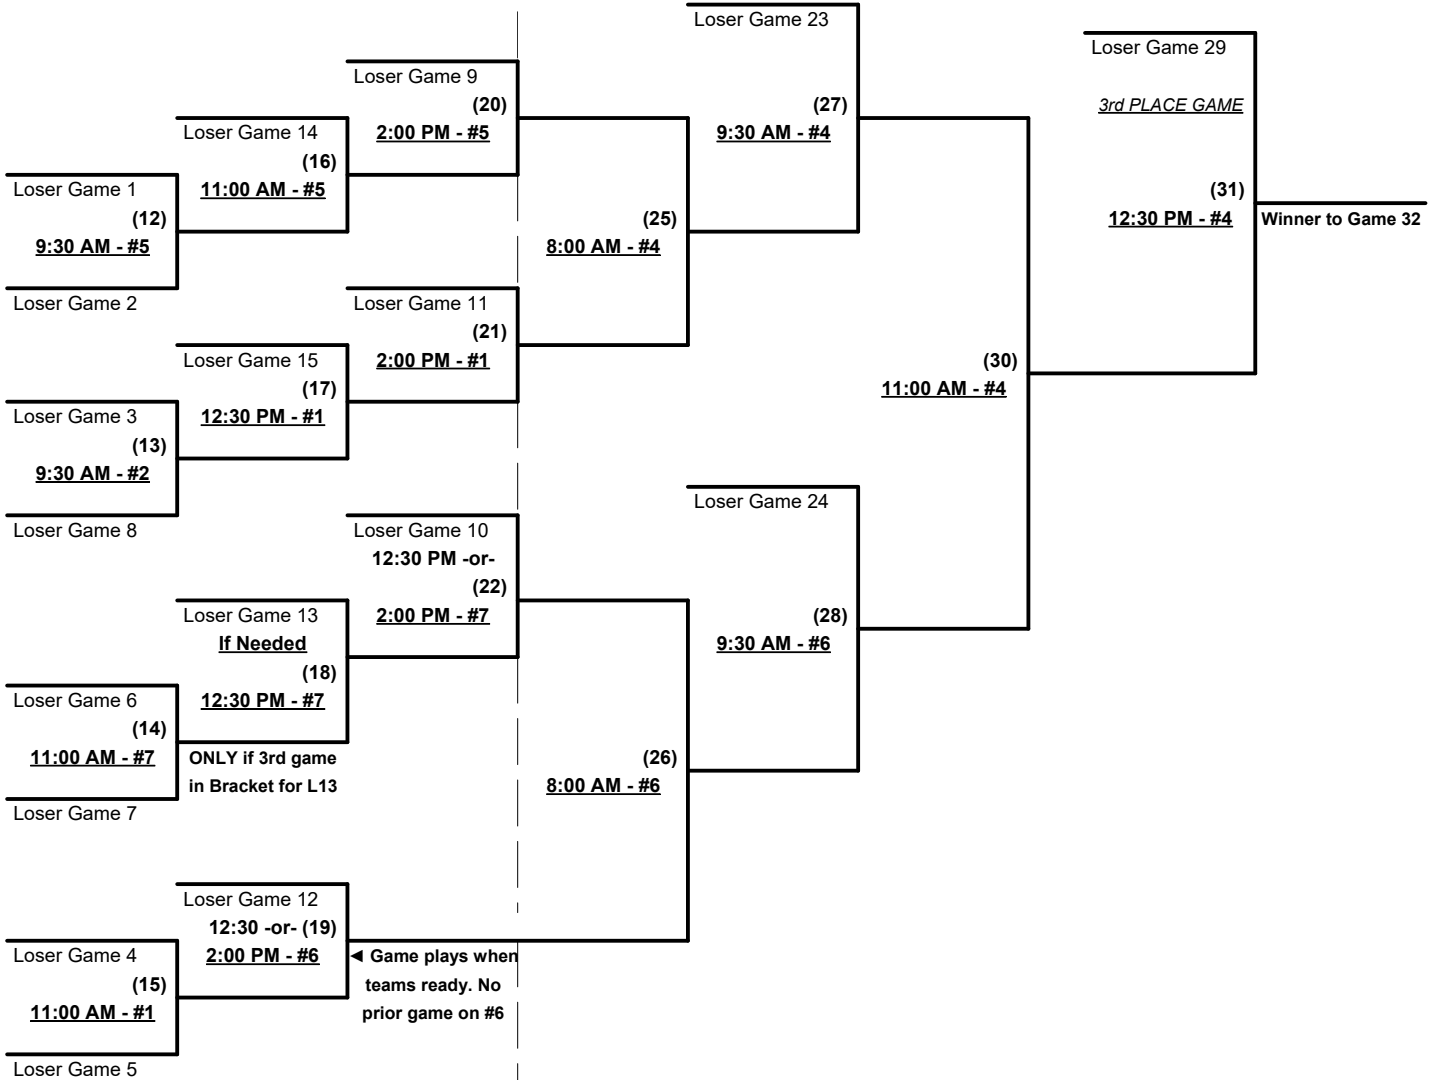 Loser Game 23
Loser Game 29
3rd PLACE GAME
(31)
12:30 PM - #4
Winner to Game 32
Loser Game 9
(20)
2:00 PM - #5
(27)
9:30 AM - #4
Loser Game 14
(16)
11:00 AM - #5
Loser Game 1
(12)
9:30 AM - #5
Loser Game 2
(25)
8:00 AM - #4
Loser Game 11
(21)
2:00 PM - #1
Loser Game 15
(17)
12:30 PM - #1
Loser Game 3
(13)
9:30 AM - #2
Loser Game 8
(30)
11:00 AM - #4
Loser Game 24
(28)
9:30 AM - #6
Loser Game 10
12:30 PM -or-
(22)
2:00 PM - #7
Loser Game 13
If Needed
(18)
12:30 PM - #7
Loser Game 6
(14)
11:00 AM - #7
Loser Game 7
ONLY if 3rd game
in Bracket for L13
(26)
8:00 AM - #6
Loser Game 12
12:30 -or- (19)
2:00 PM - #6
◄ Game plays when
teams ready. No
prior game on #6
Loser Game 4
(15)
11:00 AM - #1
Loser Game 5